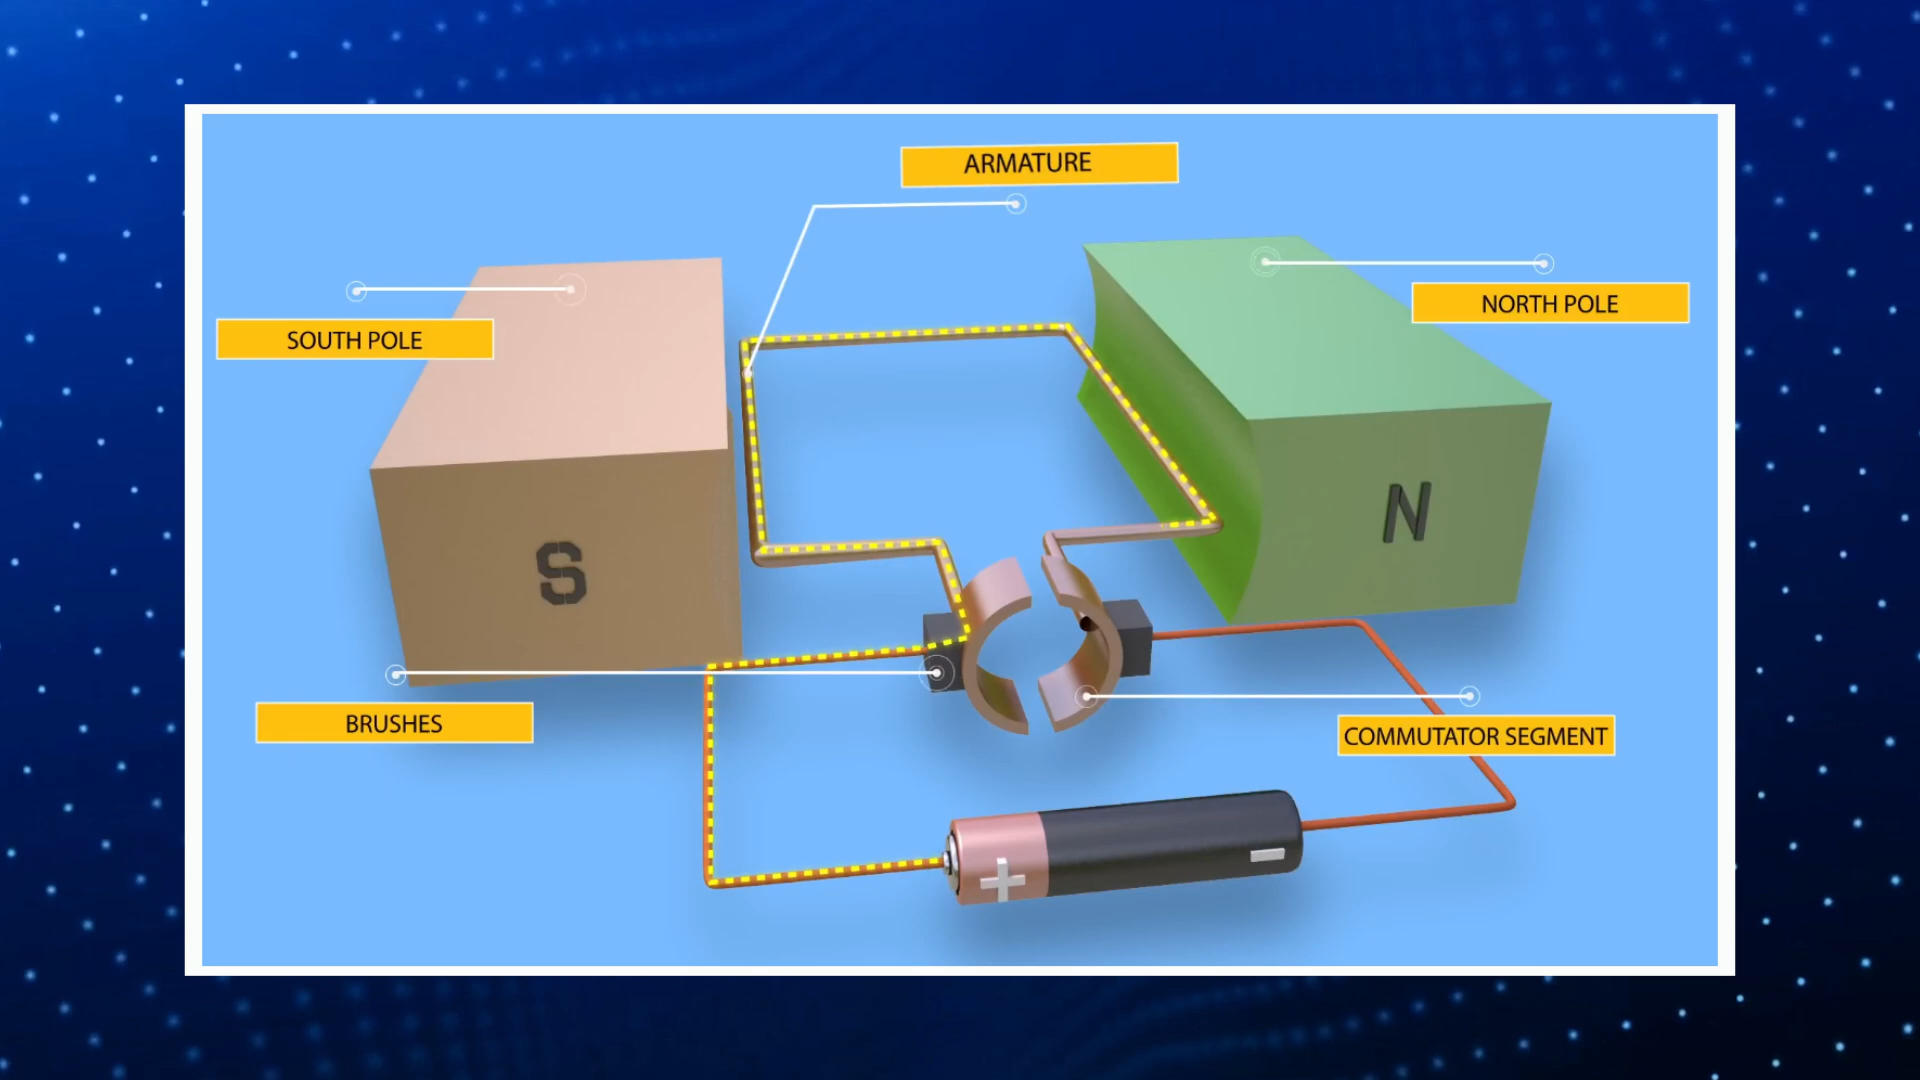 ARMATURE
NORTH POLE
SOUTH POLE
N
S
BRUSHES
COMMUTATOR SEGMENT
+
-